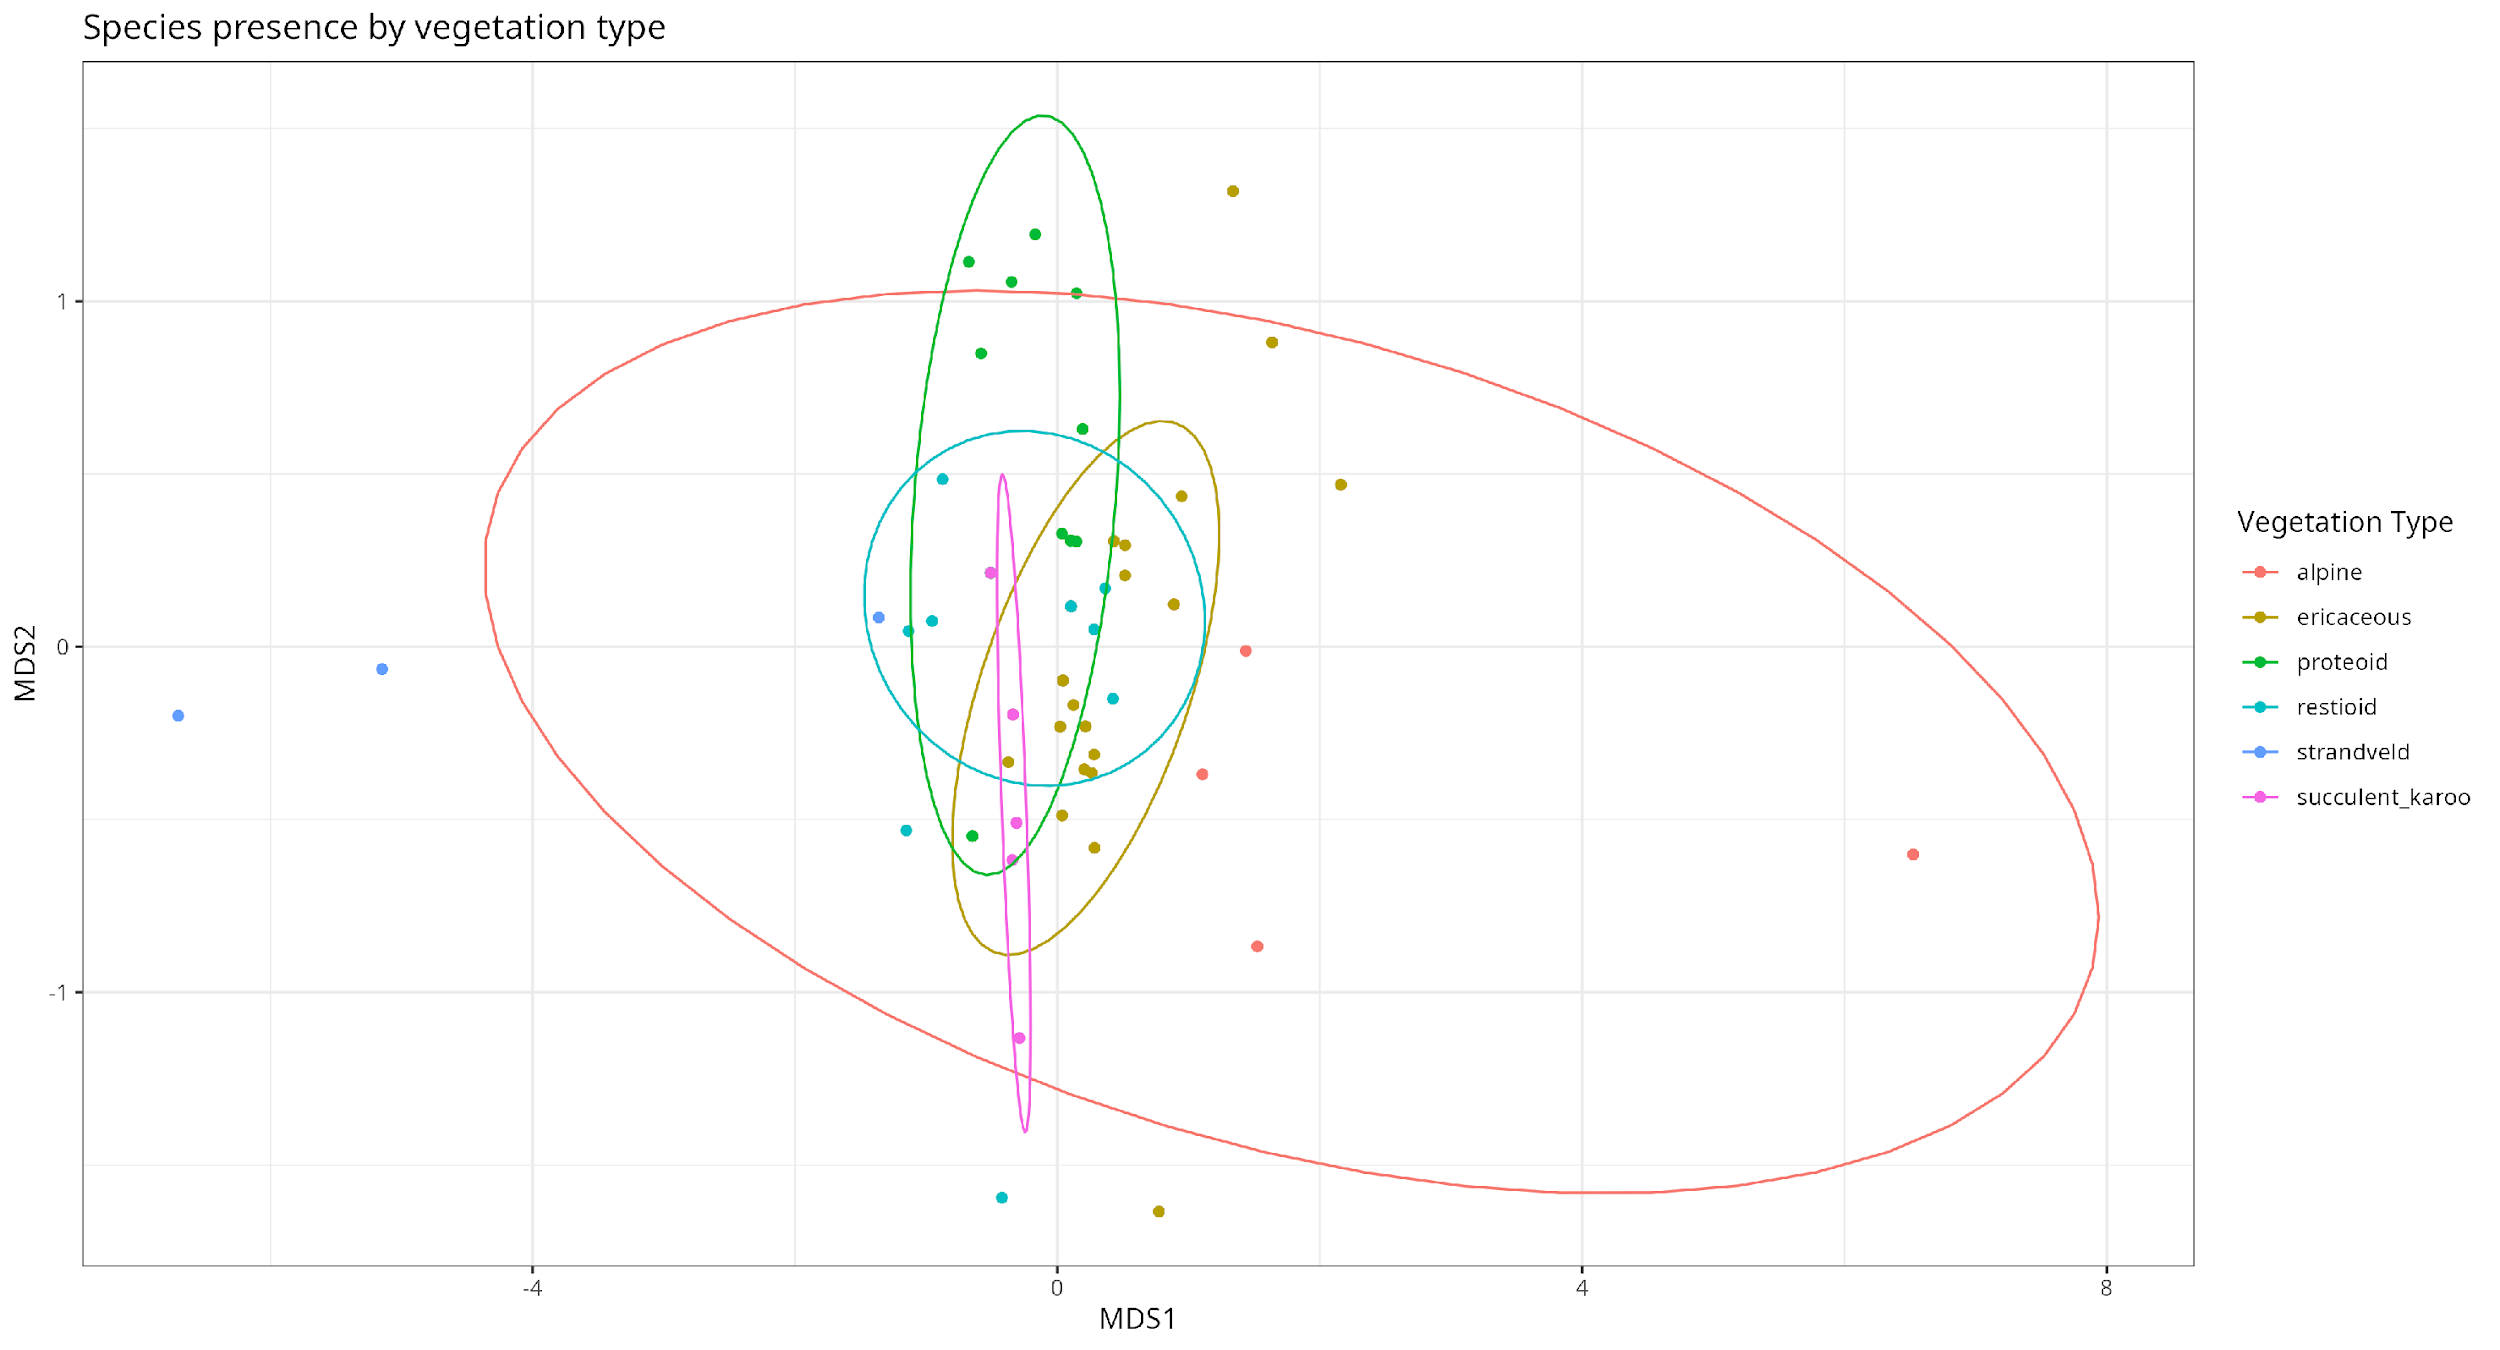 Species presence by vegetation type
MDS2
1
0
-1
-4
0
4
8
MDS1
Vegetation Type
alpine
ericaceous
proteoid
restioid
strandveld
succulent_karoo